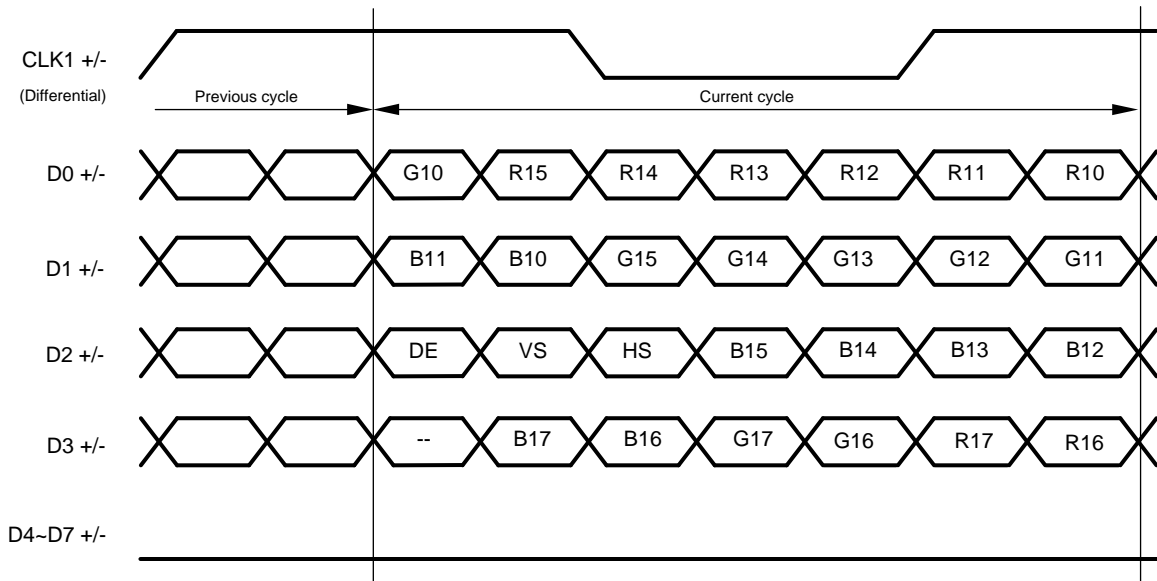 CLK1 +/-
(Differential)
Previous cycle
Current cycle
D0 +/-
G10 R15 R14 R13 R12 R11 R10
D1 +/-
B11 B10 G15 G14 G13 G12 G11
D2 +/-
DE VS HS B15 B14 B13 B12
D3 +/-
-- B17 B16 G17 G16 R17 R16
D4~D7 +/-